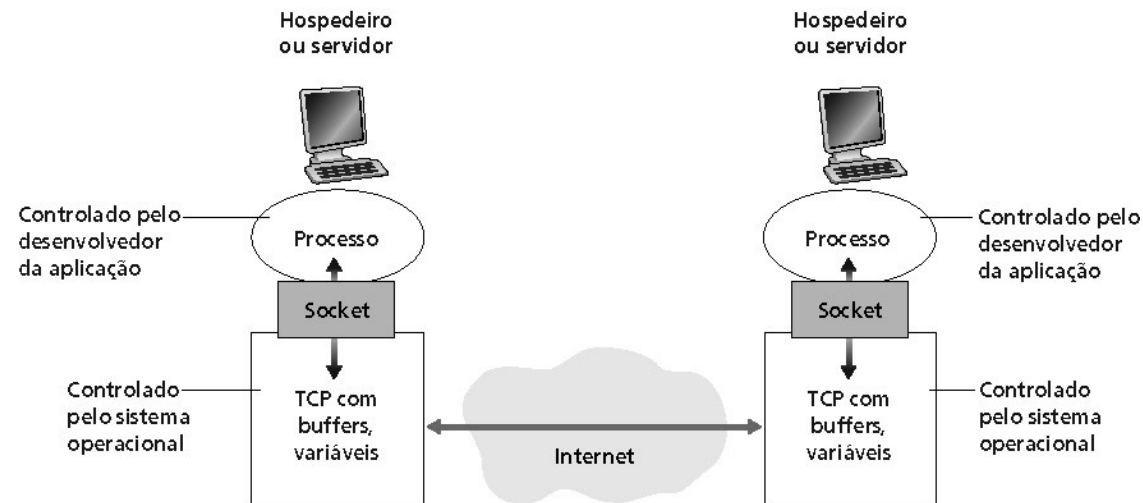 Hospedeiro
ou servidor
Hospedeiro
ou servidor
Controlado pelo
desenvolvedor
da aplicação
Processo
Processo
Controlado pelo
desenvolvedor
da aplicação
Socket
Socket
Controlado
pelo sistema
operacional
TCP com
buffers,
variáveis
Internet
TCP com
buffers,
variáveis
Controlado
pelo sistema
operacional